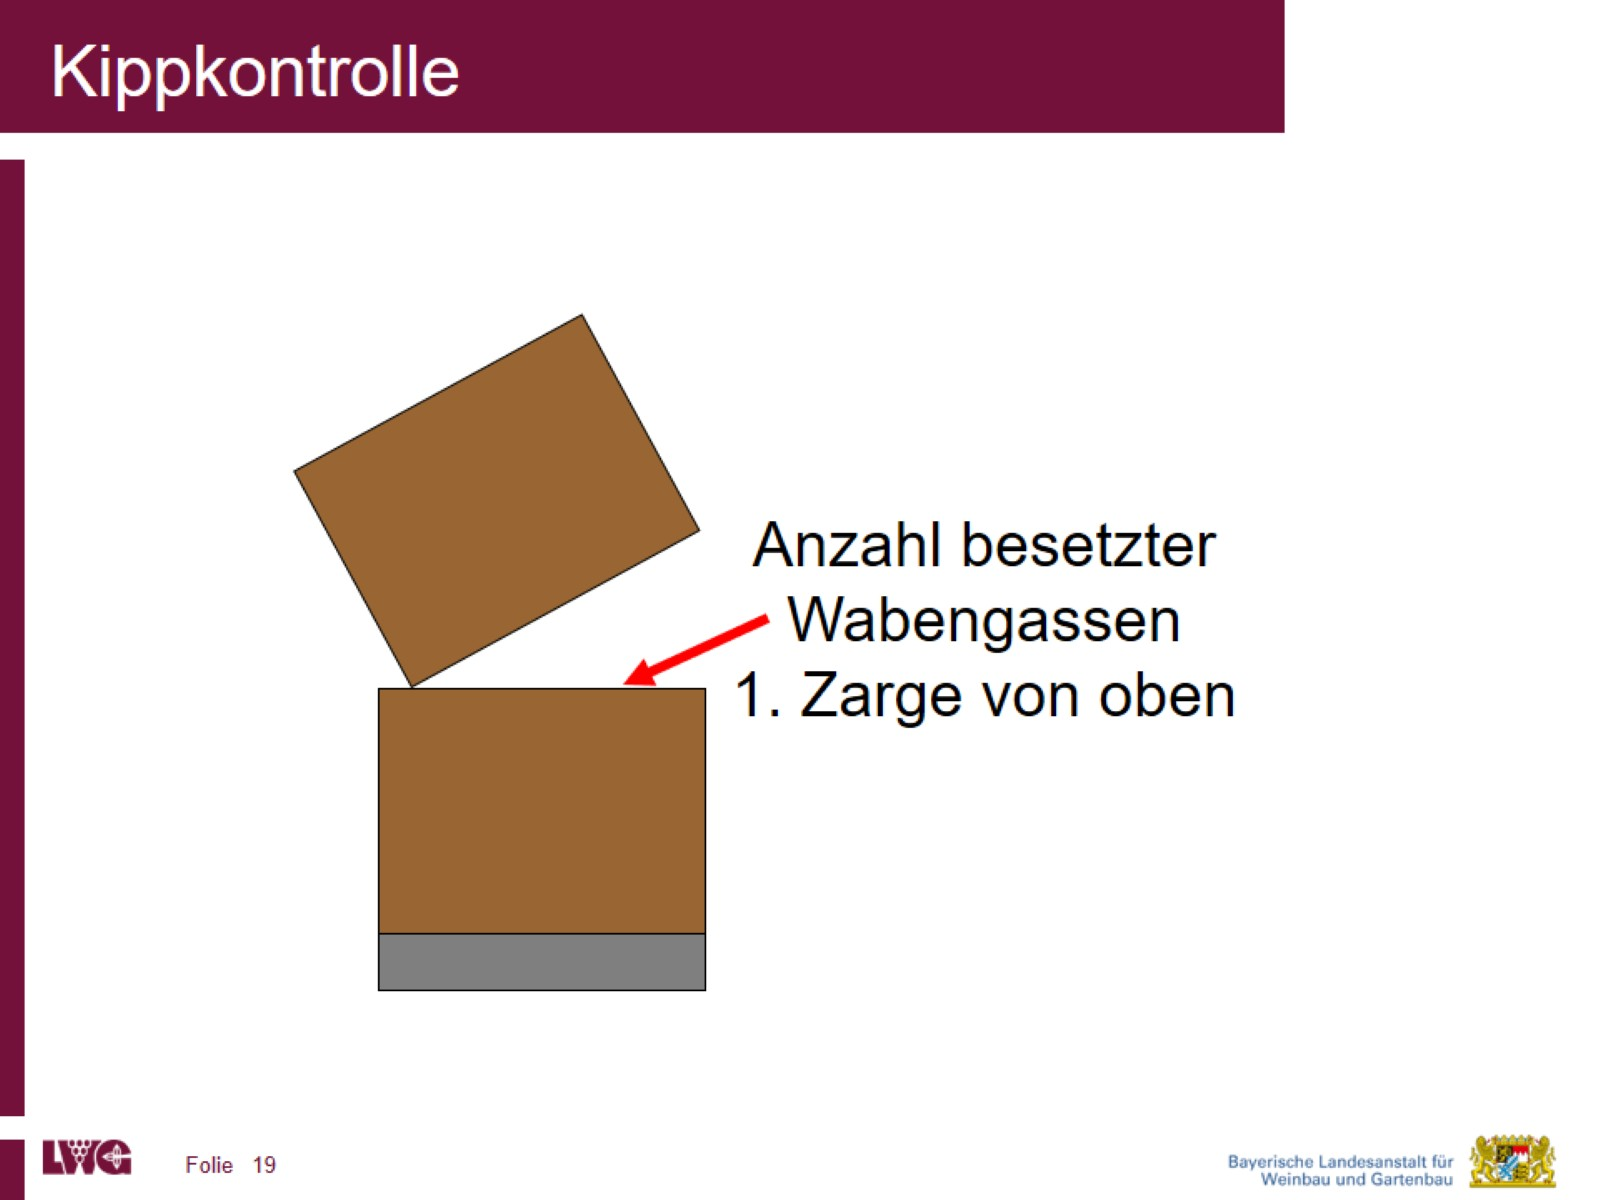 Kippkontrolle
Anzahl besetzter
Wabengassen
1. Zarge von oben
LWG
Folie 19
Bayerische Landesanstalt für
Weinbau und Gartenbau